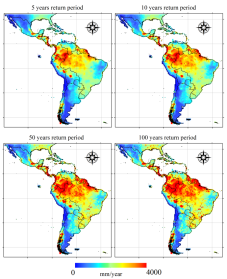 5 years return period
10 years return period
50 years return period
100 years return period
0
4000
mm/year